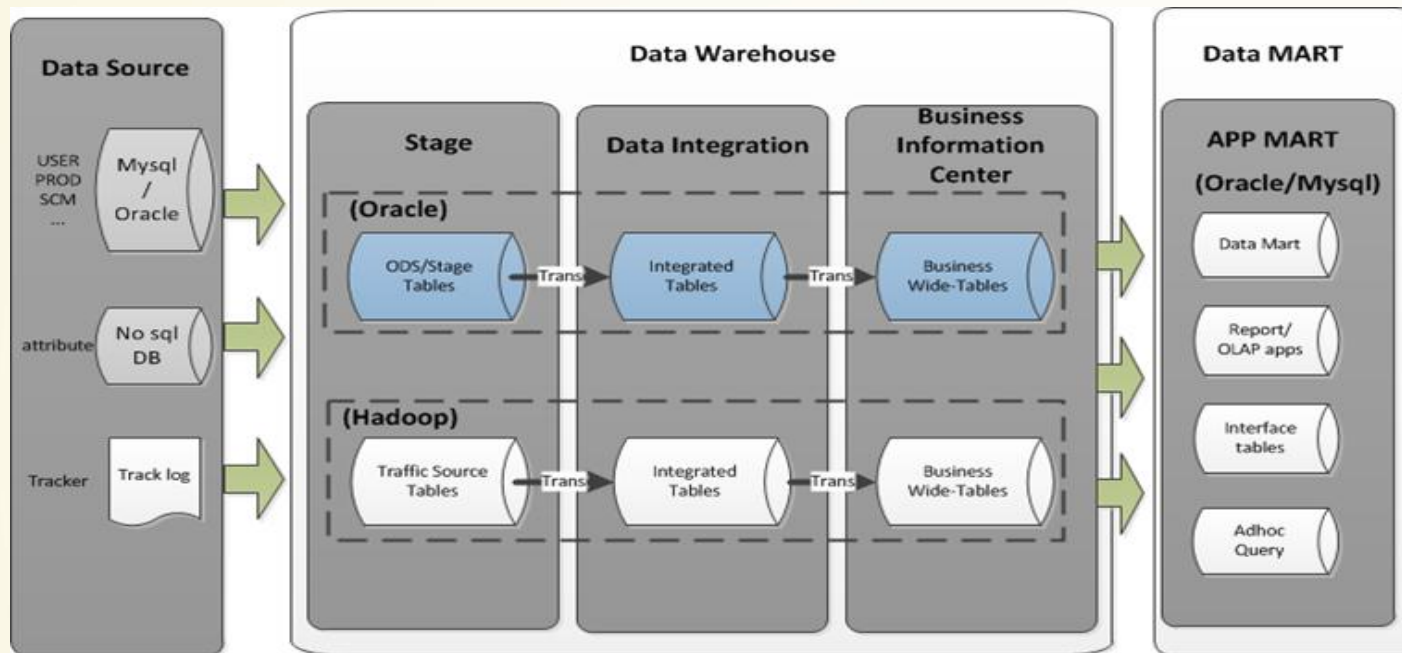 Data Source
USER
PROD
SCM
...
Mysql
/
Oracle
attribute
No sql
DB
Tracker
Track log
Data Warehouse
Stage
Data Integration
Business
Information
Center
(Oracle)
ODS/Stage
Tables
Trans
Integrated
Tables
Trans
Business
Wide-Tables
(Hadoop)
Traffic Source
Tables
Trans
Integrated
Tables
Trans
Business
Wide-Tables
Data MART
APP MART
(Oracle/Mysql)
Data Mart
Report/
OLAP apps
Interface
tables
Adhoc
Query